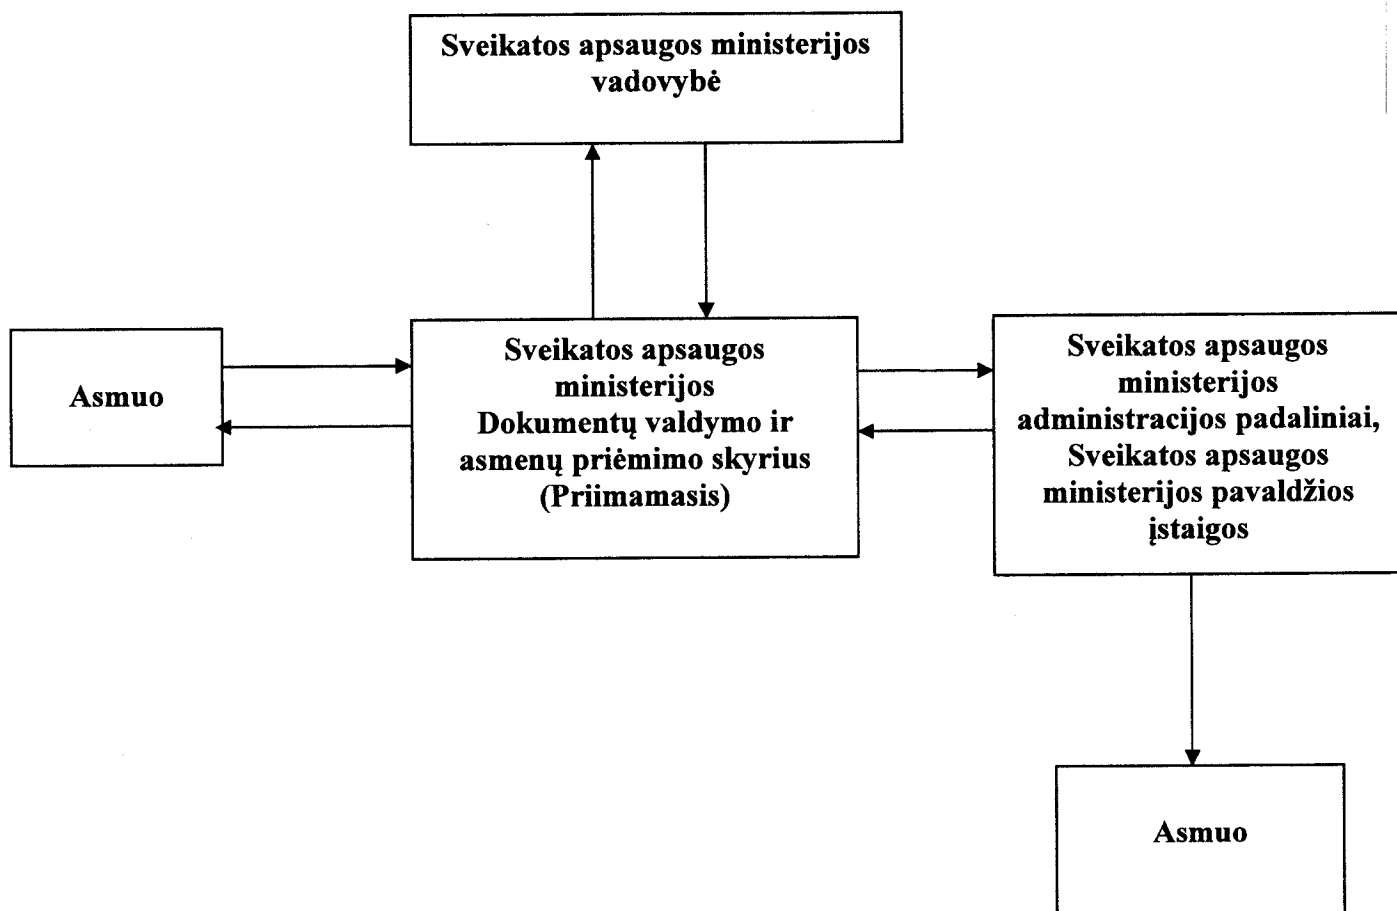 Sveikatos apsaugos ministerijos
vadovybė
Asmuo
Sveikatos apsaugos
ministerijos
Dokumentų valdymo ir
asmenų priėmimo skyrius
(Priimamasis)
Sveikatos apsaugos
ministerijos
administracijos padaliniai,
Sveikatos apsaugos
ministerijos pavaldžios
įstaigos
Asmuo